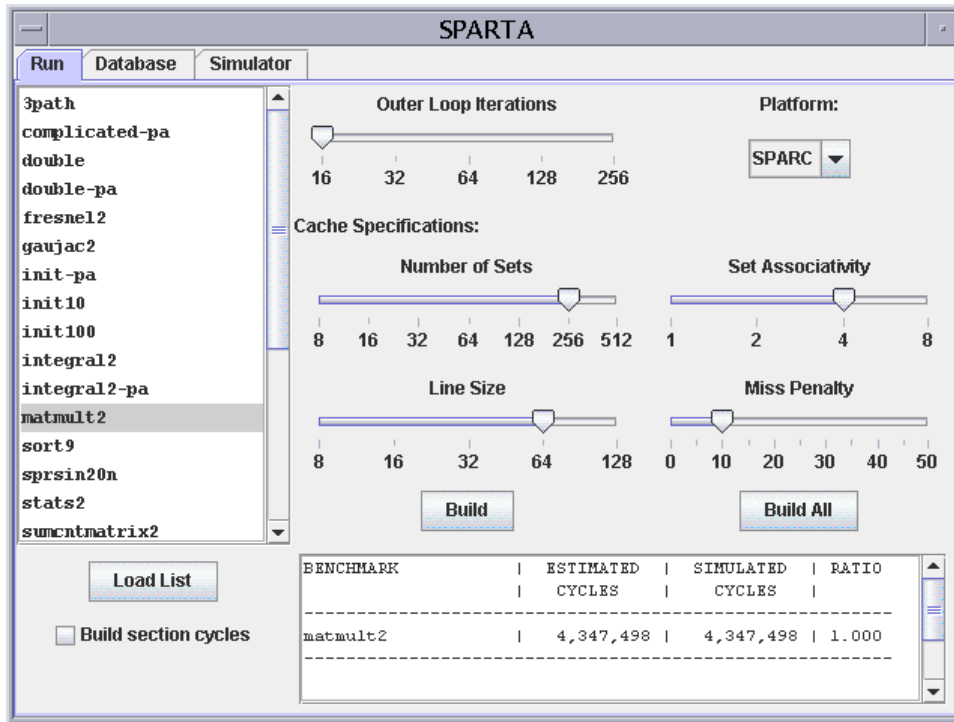 SPARTA
Run Database Simulator
3path
complicated-pa
double
double-pa
fresnel2
gaujac2
init-pa
init10
init100
integral2
integral2-pa
matmult2
sort9
sprsin20n
stats2
sumcntmatrix2
Load List
Build section cycles
Outer Loop Iterations
16 32 64 128 256
Platform:
SPARC
Cache Specifications:
Number of Sets
8 16 32 64 128 256 512
Set Associativity
1 2 4 8
Line Size
8 16 32 64 128
Miss Penalty
0 10 20 30 40 50
Build
Build All
BENCHMARK | ESTIMATED | SIMULATED | RATIO
| CYCLES | CYCLES |
---------------------------------------------------------
matmult2 | 4,347,498 | 4,347,498 | 1.000
---------------------------------------------------------